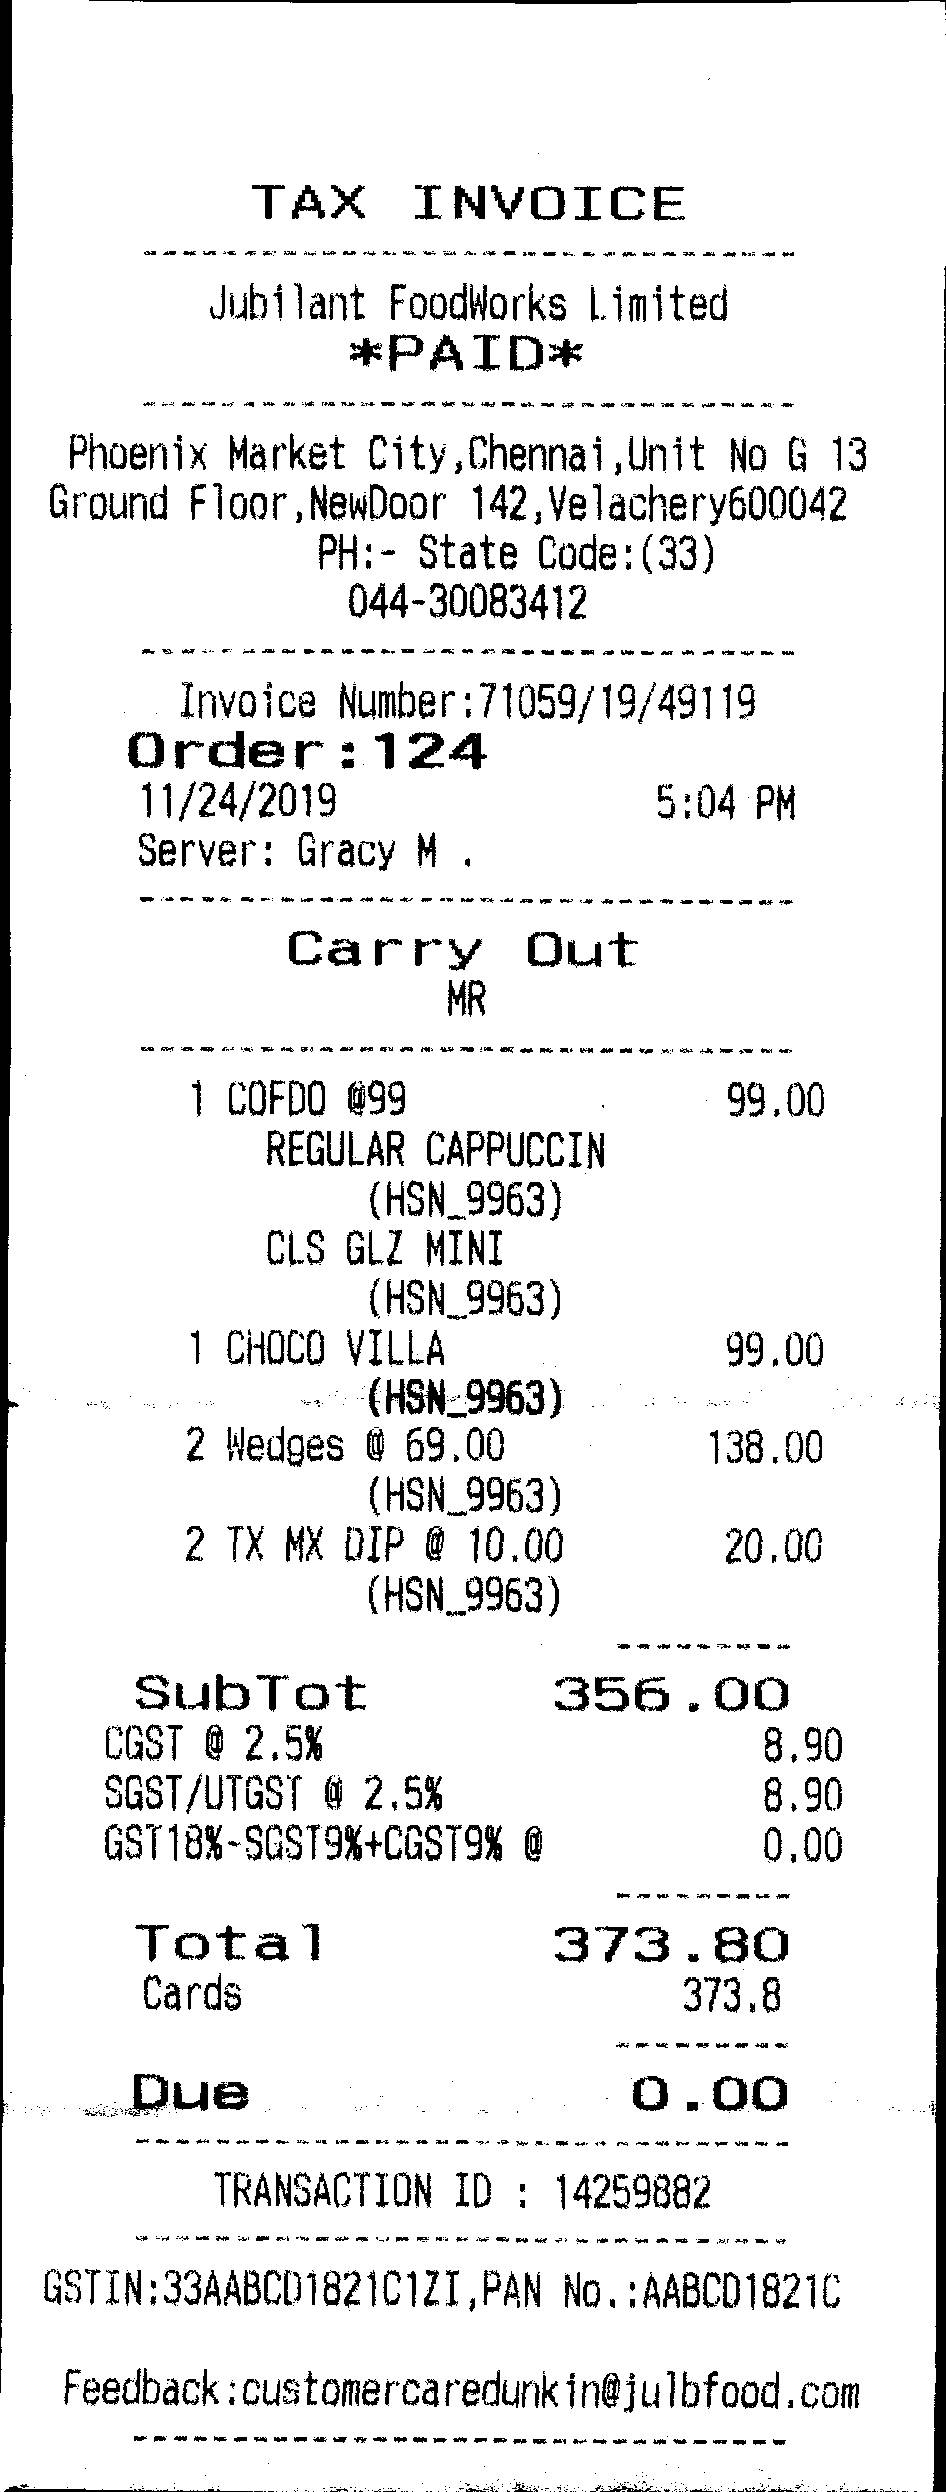 TAX INVOICE
Jubilant FoodWorks Limited
*PAID*
Phoenix Market City,Chennai,Unit No G 13
Ground Floor,NewDoor 142,Velachery600042
PH:- State Code:(33)
044-30083412
Invoice Number:71059/19/49119
Order:124
11/24/2019 5:04 PM
Server: Gracy M .
Carry Out
MR
1 COFDO @99 99.00
REGULAR CAPPUCCIN
(HSN_9963)
CLS GLZ MINI
(HSN_9963)
1 CHOCO VILLA 99.00
(HSN_9963)
2 Wedges @ 69.00 138.00
(HSN_9963)
2 TX MX DIP @ 10.00 20.00
(HSN_9963)
SubTot 356.00
CGST @ 2.5% 8.90
SGST/UTGST @ 2.5% 8.90
GST18%-SGST9%+CGST9% @ 0.00
Total 373.80
Cards 373.8
Due 0.00
TRANSACTION ID : 14259882
GSTIN:33AABCD1821C1ZI,PAN No.:AABCD1821C
Feedback:customercaredunkin@julbfood.com